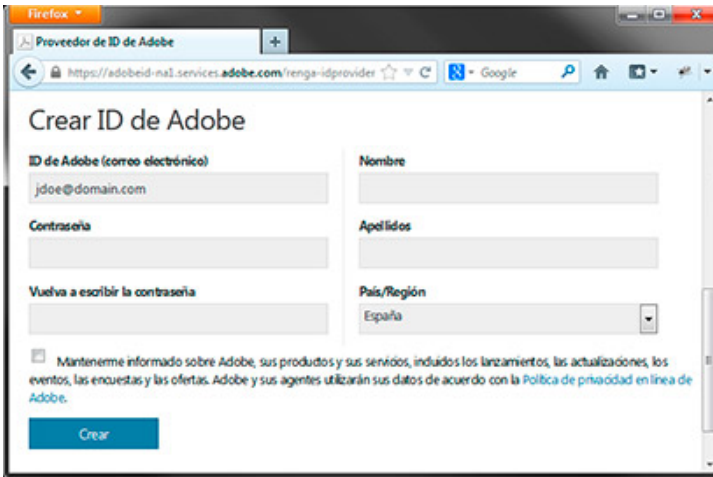 Firefox
Proveedor de ID de Adobe
https://adobeid-na1.services.adobe.com/renga-idprovider
Google
Crear ID de Adobe
ID de Adobe (correo electrónico)
Nombre
jdoe@domain.com
Contraseña
Apellidos
Vuelva a escribir la contraseña
País/Región
España
Mantenerme informado sobre Adobe, sus productos y sus servicios, incluidos los lanzamientos, las actualizaciones, los
eventos, las encuestas y las ofertas. Adobe y sus agentes utilizarán sus datos de acuerdo con la Política de privacidad en línea de
Adobe.
Crear